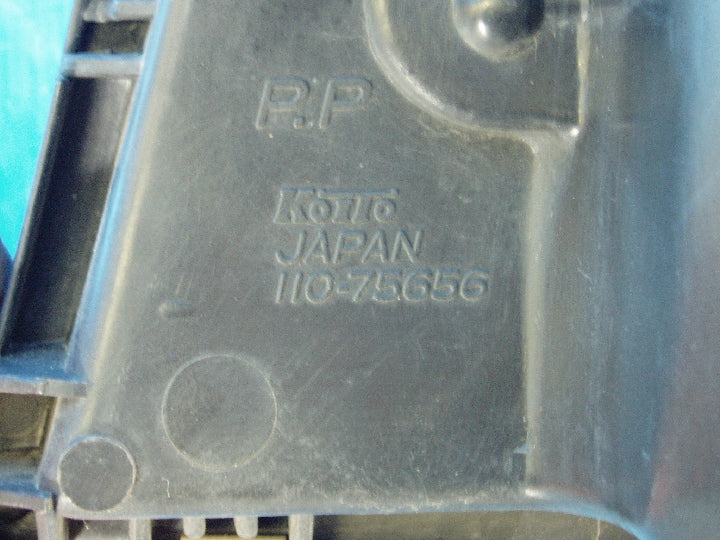 P.P
KOITO
JAPAN
110-75656